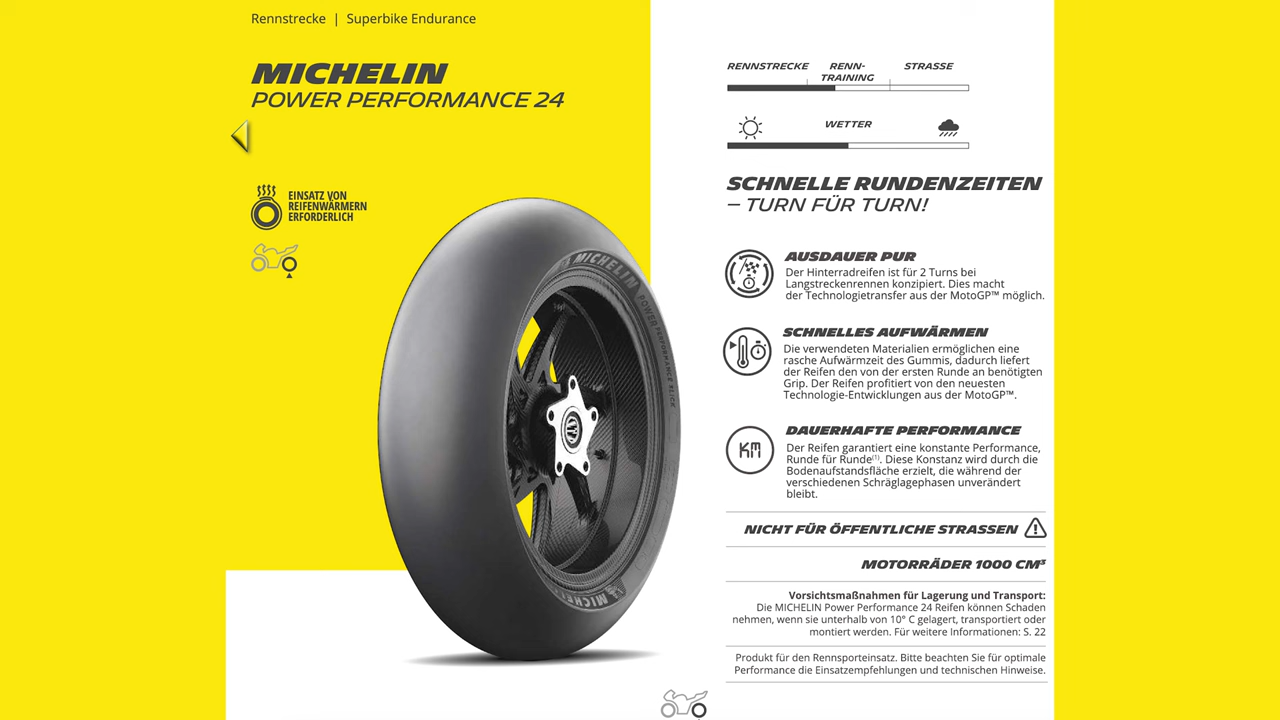 Rennstrecke | Superbike Endurance
MICHELIN
POWER PERFORMANCE 24
EINSATZ VON
REIFENWÄRMERN
ERFORDERLICH
MICHELIN
POWER PERFORMANCE SLICK
MICHELIN
RENNSTRECKE
RENN-
TRAINING
STRASSE
WETTER
SCHNELLE RUNDENZEITEN
– TURN FÜR TURN!
AUSDAUER PUR
Der Hinterradreifen ist für 2 Turns bei
Langstreckenrennen konzipiert. Dies macht
der Technologietransfer aus der MotoGP™ möglich.
SCHNELLES AUFWÄRMEN
Die verwendeten Materialien ermöglichen eine
rasche Aufwärmzeit des Gummis, dadurch liefert
der Reifen den von der ersten Runde an benötigten
Grip. Der Reifen profitiert von den neuesten
Technologie-Entwicklungen aus der MotoGP™.
KM
DAUERHAFTE PERFORMANCE
Der Reifen garantiert eine konstante Performance,
Runde für Runde⁽¹⁾. Diese Konstanz wird durch die
Bodenaufstandsfläche erzielt, die während der
verschiedenen Schräglagephasen unverändert
bleibt.
NICHT FÜR ÖFFENTLICHE STRASSEN
MOTORRÄDER 1000 CM³
Vorsichtsmaßnahmen für Lagerung und Transport:
Die MICHELIN Power Performance 24 Reifen können Schaden
nehmen, wenn sie unterhalb von 10° C gelagert, transportiert oder
montiert werden. Für weitere Informationen: S. 22
Produkt für den Rennsporteinsatz. Bitte beachten Sie für optimale
Performance die Einsatzempfehlungen und technischen Hinweise.